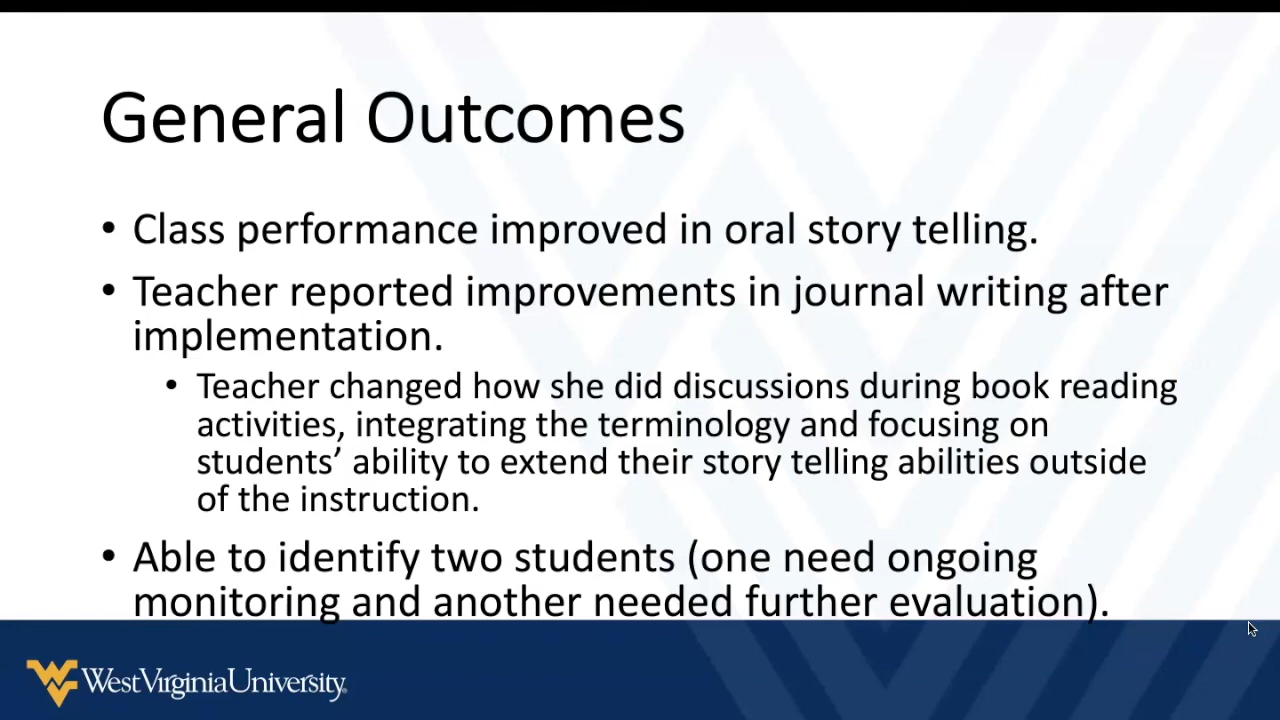 General Outcomes
• Class performance improved in oral story telling.
• Teacher reported improvements in journal writing after
implementation.
• Teacher changed how she did discussions during book reading
activities, integrating the terminology and focusing on
students’ ability to extend their story telling abilities outside
of the instruction.
• Able to identify two students (one need ongoing
monitoring and another needed further evaluation).
WestVirginiaUniversity.